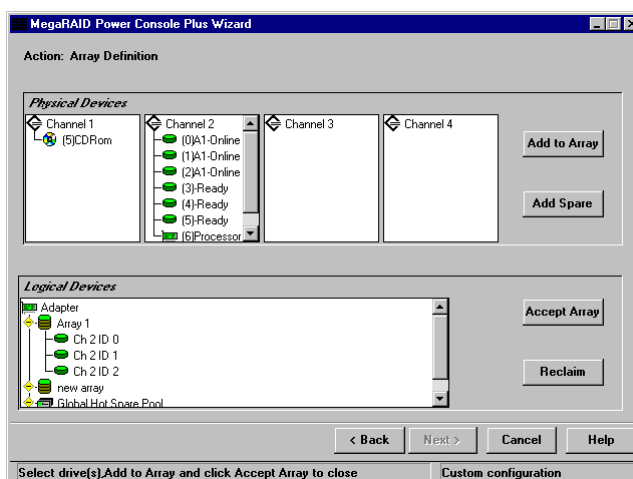 MegaRAID Power Console Plus Wizard
Action: Array Definition
Physical Devices
Channel 1
(5)CDRom
Channel 2
(0)A1-Online
(1)A1-Online
(2)A1-Online
(3)-Ready
(4)-Ready
(5)-Ready
(6)Processor
Channel 3
Channel 4
Add to Array
Add Spare
Logical Devices
Adapter
Array 1
Ch 2 ID 0
Ch 2 ID 1
Ch 2 ID 2
new array
Global Hot Spare Pool
Accept Array
Reclaim
< Back
Next >
Cancel
Help
Select drive(s),Add to Array and click Accept Array to close
Custom configuration